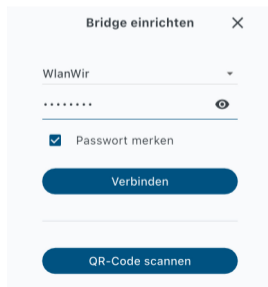 Bridge einrichten
WlanWir
••••••••
Passwort merken
Verbinden
QR-Code scannen